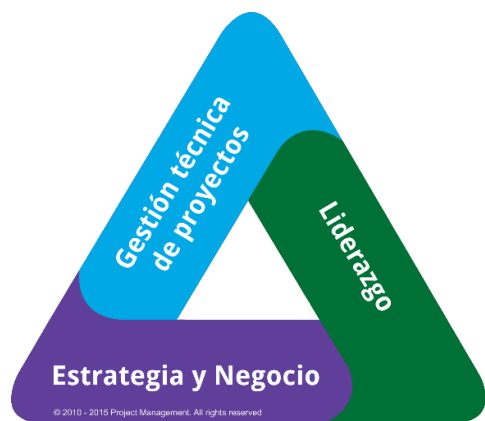 Gestión técnica
de proyectos
Liderazgo
Estrategia y Negocio
© 2010 - 2015 Project Management. All rights reserved